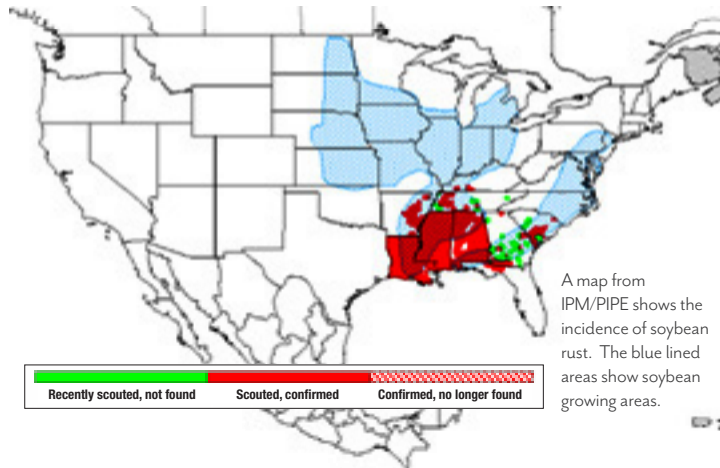 A map from
IPM/PIPE shows the
incidence of soybean
rust. The blue lined
areas show soybean
growing areas.
Recently scouted, not found
Scouted, confirmed
Confirmed, no longer found